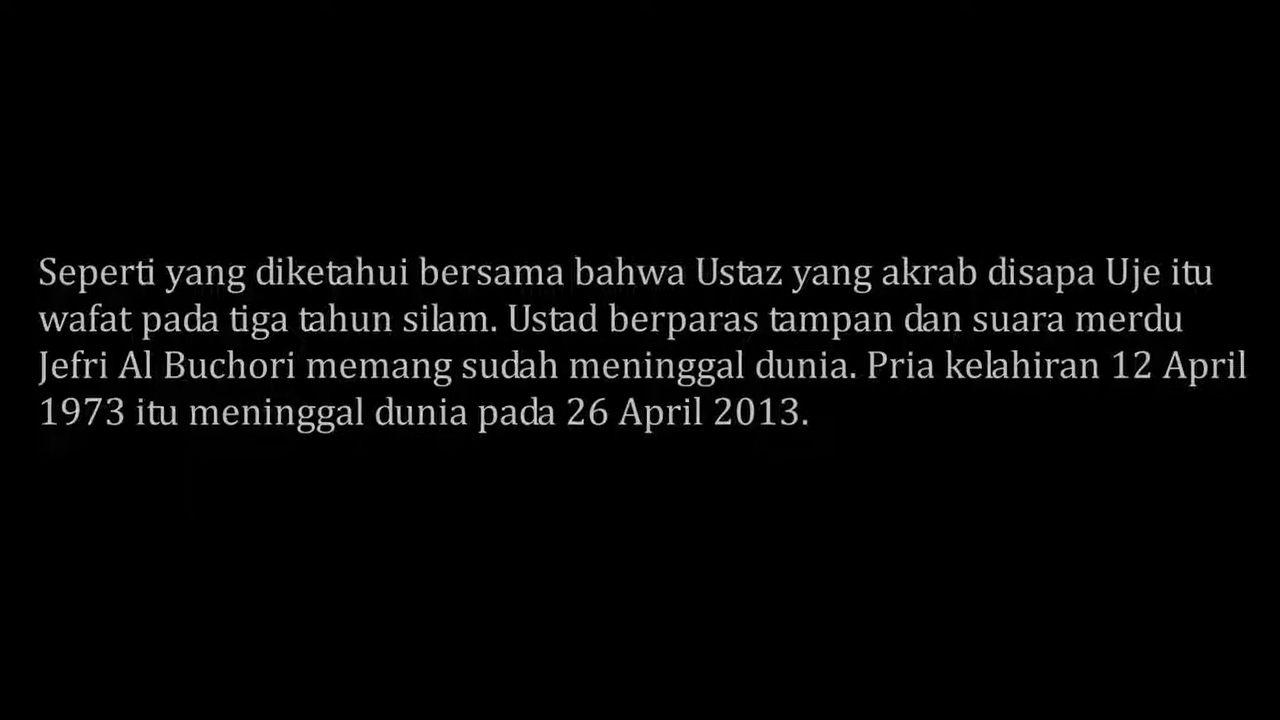 Seperti yang diketahui bersama bahwa Ustaz yang akrab disapa Uje itu
wafat pada tiga tahun silam. Ustad berparas tampan dan suara merdu
Jefri Al Buchori memang sudah meninggal dunia. Pria kelahiran 12 April
1973 itu meninggal dunia pada 26 April 2013.